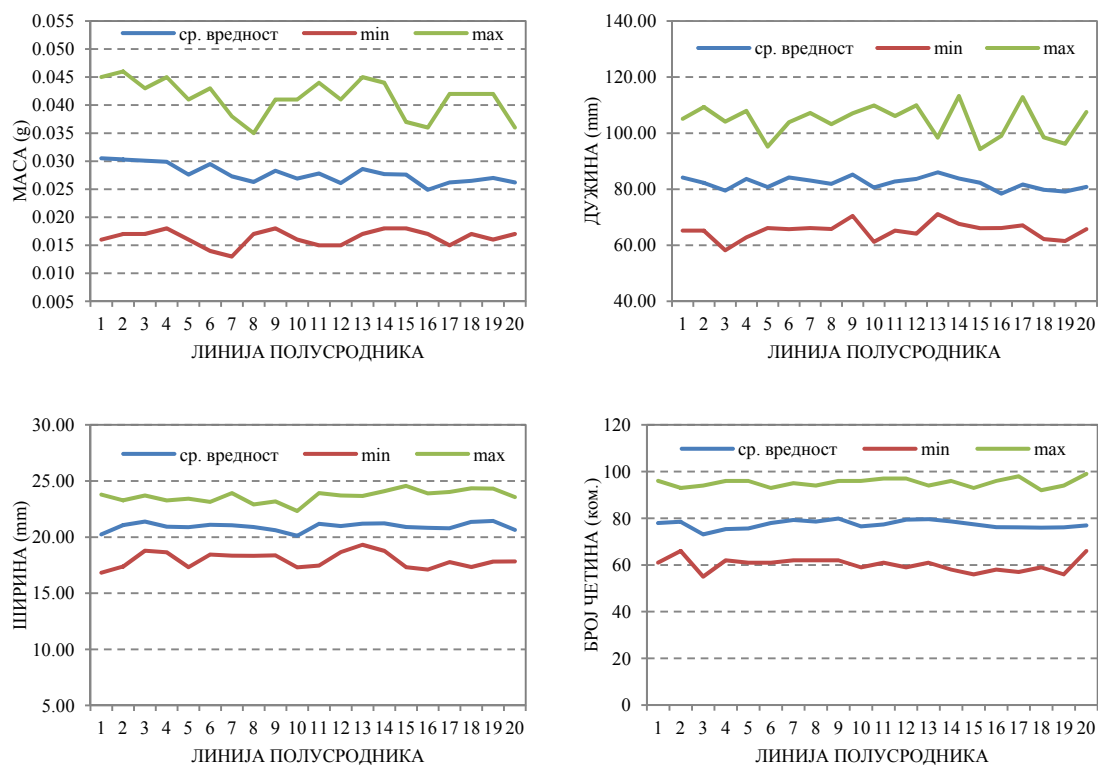 МАСА (g)
0.055
0.050
0.045
0.040
0.035
0.030
0.025
0.020
0.015
0.010
0.005
ср. вредност min max
1 2 3 4 5 6 7 8 9 10 11 12 13 14 15 16 17 18 19 20
ЛИНИЈА ПОЛУСРОДНИКА
ДУЖИНА (mm)
140.00
120.00
100.00
80.00
60.00
40.00
ср. вредност min max
1 2 3 4 5 6 7 8 9 10 11 12 13 14 15 16 17 18 19 20
ЛИНИЈА ПОЛУСРОДНИКА
ШИРИНА (mm)
30.00
25.00
20.00
15.00
10.00
5.00
ср. вредност min max
1 2 3 4 5 6 7 8 9 10 11 12 13 14 15 16 17 18 19 20
ЛИНИЈА ПОЛУСРОДНИКА
БРОЈ ЧЕТИНА (ком.)
120
100
80
60
40
20
0
ср. вредност min max
1 2 3 4 5 6 7 8 9 10 11 12 13 14 15 16 17 18 19 20
ЛИНИЈА ПОЛУСРОДНИКА